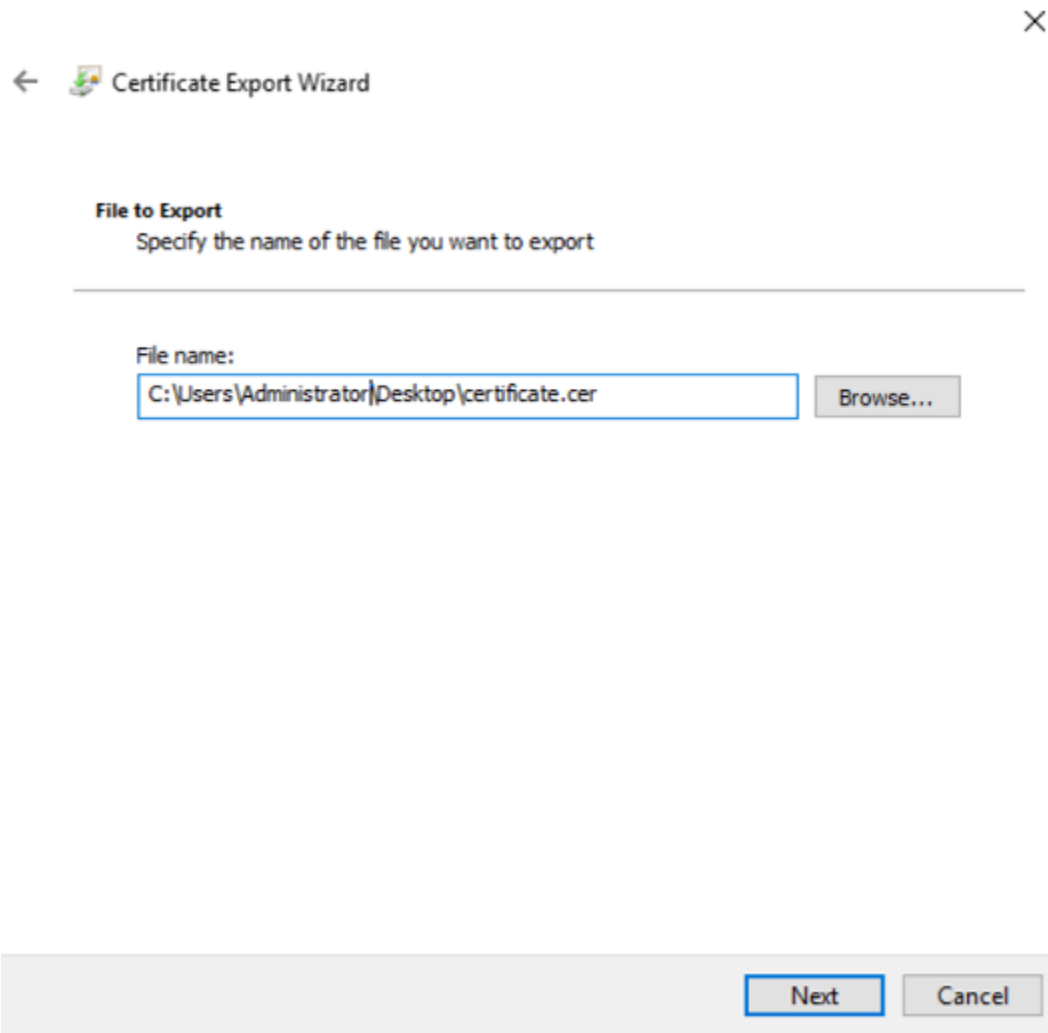 Certificate Export Wizard
File to Export
Specify the name of the file you want to export
File name:
C:\Users\Administrator\Desktop\certificate.cer
Browse...
Next
Cancel